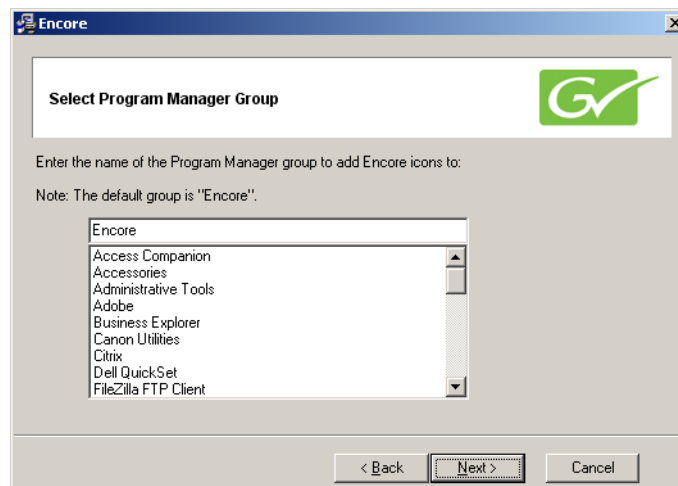 Encore
Select Program Manager Group
Enter the name of the Program Manager group to add Encore icons to:
Note: The default group is "Encore".
Encore
Access Companion
Accessories
Administrative Tools
Adobe
Business Explorer
Canon Utilities
Citrix
Dell QuickSet
FileZilla FTP Client
< Back
Next >
Cancel